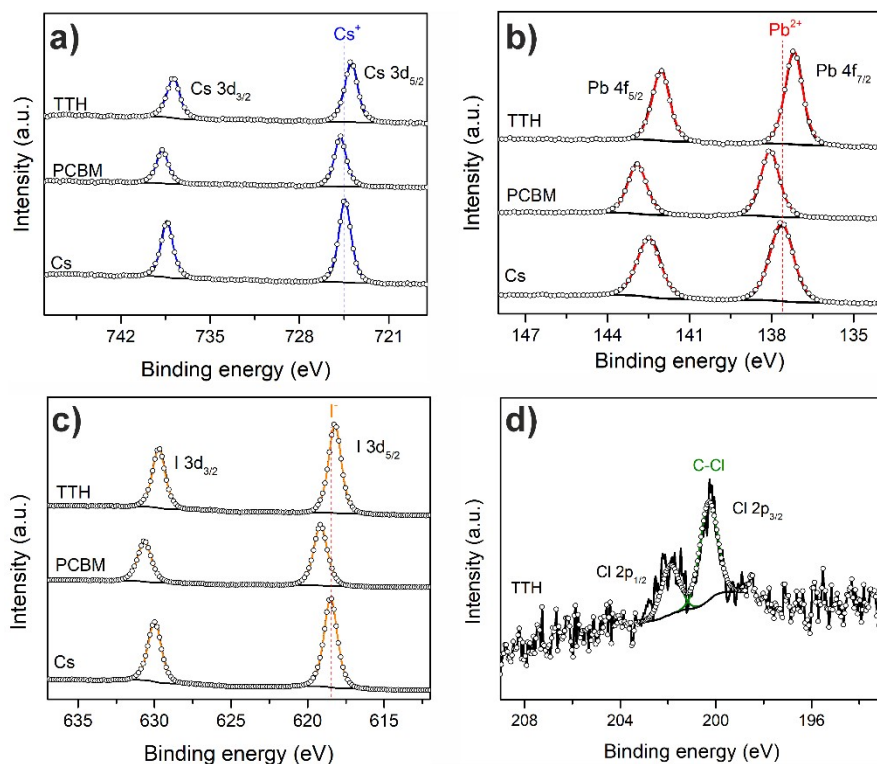 a)
Cs⁺
Cs 3d₃/₂
Cs 3d₅/₂
TTH
PCBM
Cs
Intensity (a.u.)
742
735
728
721
Binding energy (eV)
b)
Pb²⁺
Pb 4f₅/₂
Pb 4f₇/₂
TTH
PCBM
Cs
Intensity (a.u.)
147
144
141
138
135
Binding energy (eV)
c)
I⁻
I 3d₃/₂
I 3d₅/₂
TTH
PCBM
Cs
Intensity (a.u.)
635
630
625
620
615
Binding energy (eV)
d)
C-Cl
Cl 2p₃/₂
Cl 2p₁/₂
TTH
Intensity (a.u.)
208
204
200
196
Binding energy (eV)